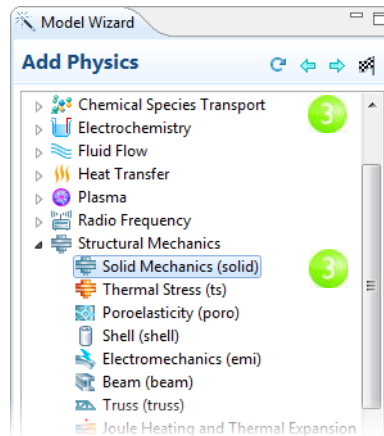 Model Wizard
Add Physics
Chemical Species Transport
3
Electrochemistry
Fluid Flow
Heat Transfer
Plasma
Radio Frequency
Structural Mechanics
Solid Mechanics (solid)
3
Thermal Stress (ts)
Poroelasticity (poro)
Shell (shell)
Electromechanics (emi)
Beam (beam)
Truss (truss)
Joule Heating and Thermal Expansion